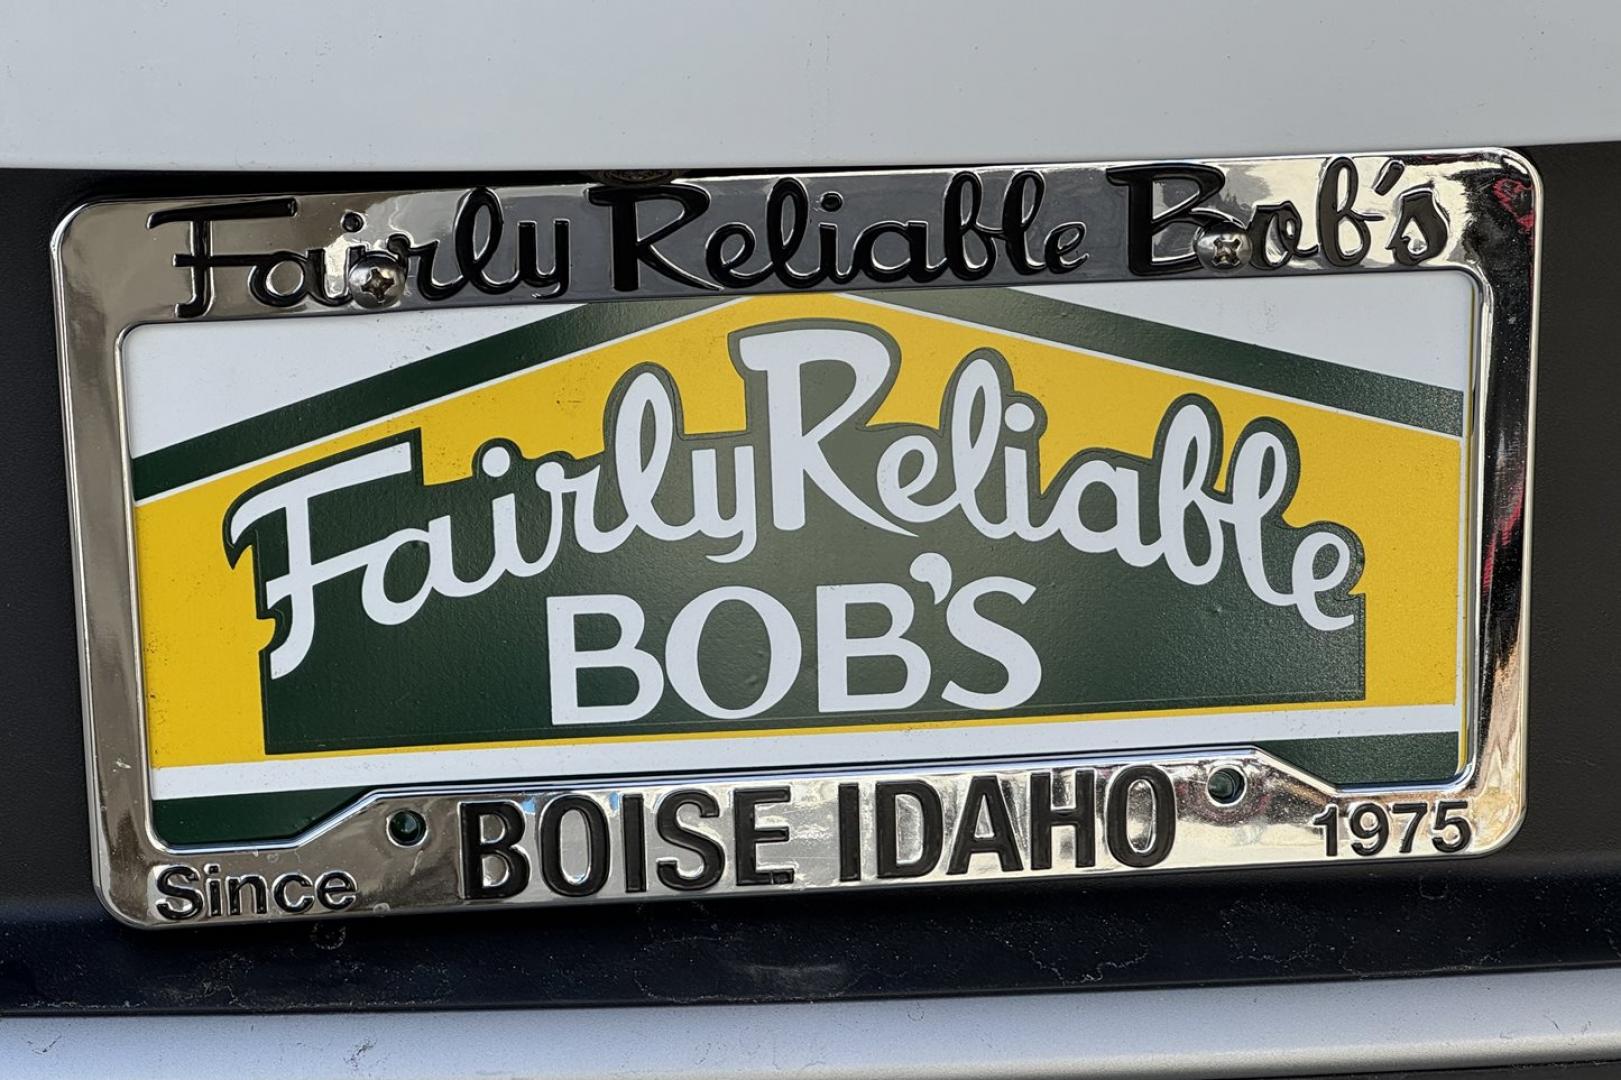 Fairly Reliable Bob's
Fairly Reliable
BOB'S
BOISE IDAHO
Since 1975